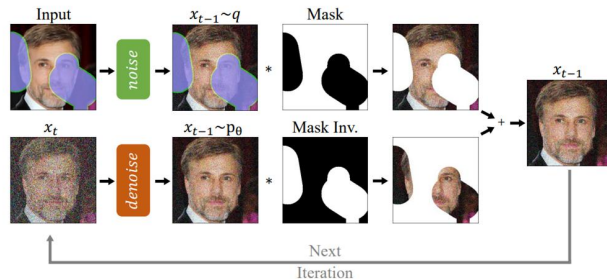 Input
x_{t−1}~q
Mask
noise
*
x_{t−1}
+
x_t
x_{t−1}~p_θ
Mask Inv.
denoise
*
Next
Iteration